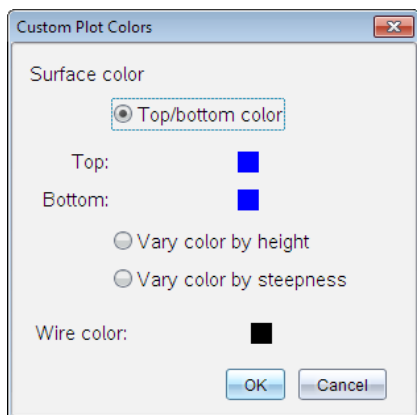 Custom Plot Colors
Surface color
Top/bottom color
Top:
Bottom:
Vary color by height
Vary color by steepness
Wire color:
OK Cancel